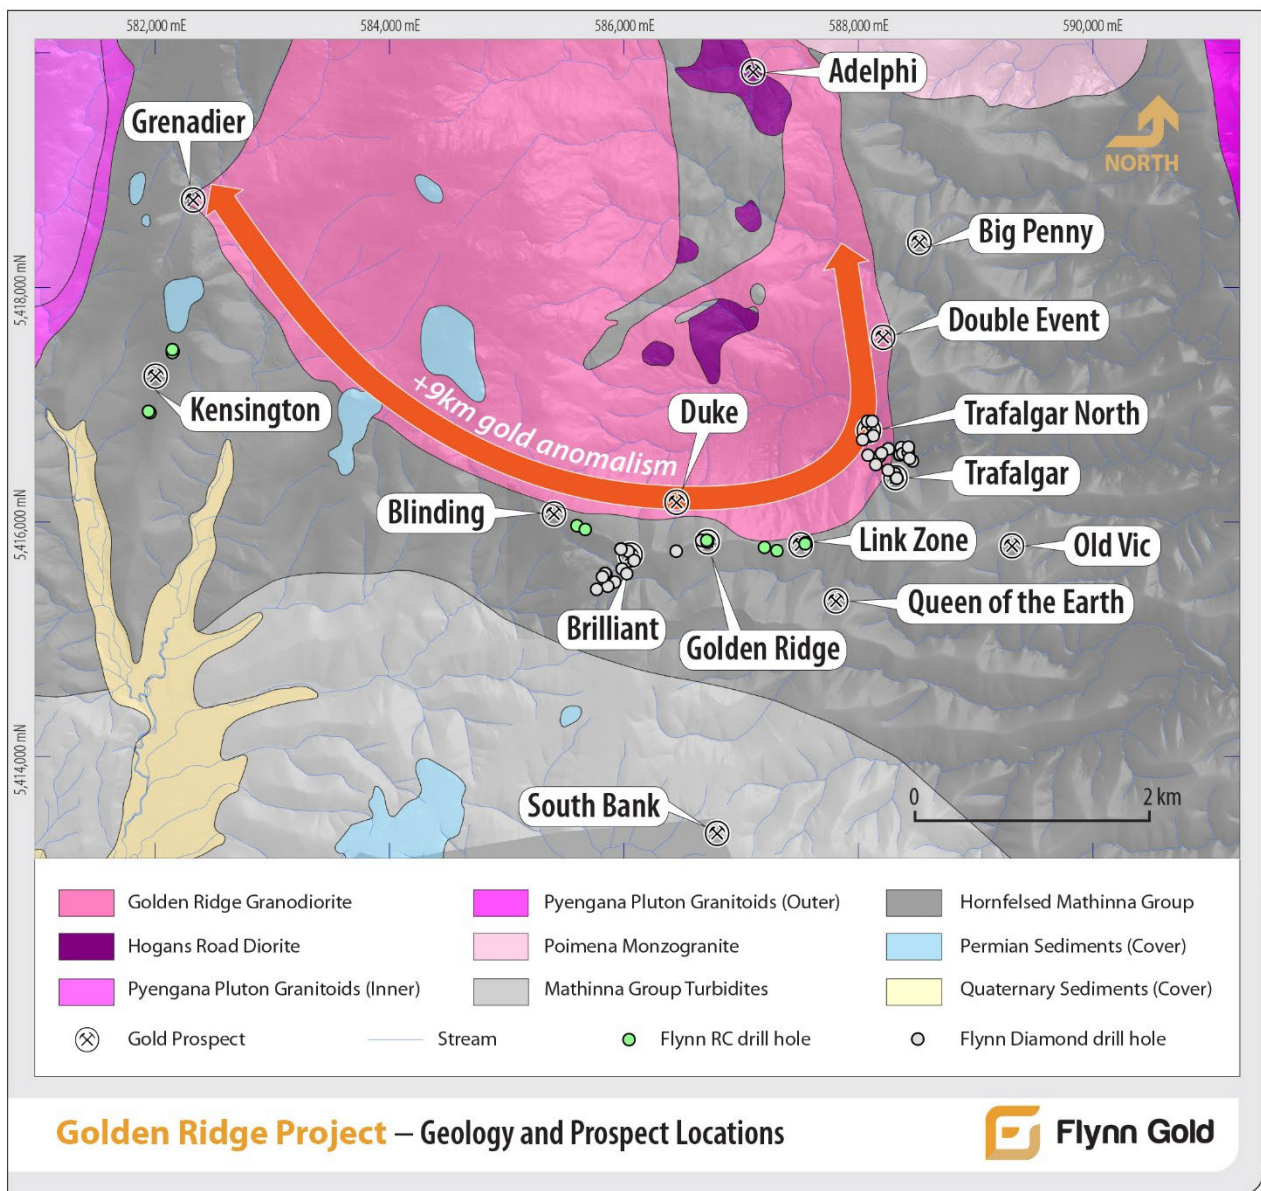 582,000 mE
584,000 mE
586,000 mE
588,000 mE
590,000 mE
Adelphi
Grenadier
NORTH
Big Penny
5,418,000 mN
Double Event
Kensington
+9km gold anomalism
Duke
Trafalgar North
Trafalgar
Blinding
5,416,000 mN
Link Zone
Old Vic
Queen of the Earth
Brilliant
Golden Ridge
5,414,000 mN
South Bank
0
2 km
Golden Ridge Granodiorite
Pyengana Pluton Granitoids (Outer)
Hornfelsed Mathinna Group
Hogans Road Diorite
Poimena Monzogranite
Permian Sediments (Cover)
Pyengana Pluton Granitoids (Inner)
Mathinna Group Turbidites
Quaternary Sediments (Cover)
Gold Prospect
Stream
Flynn RC drill hole
Flynn Diamond drill hole
Golden Ridge Project – Geology and Prospect Locations
Flynn Gold